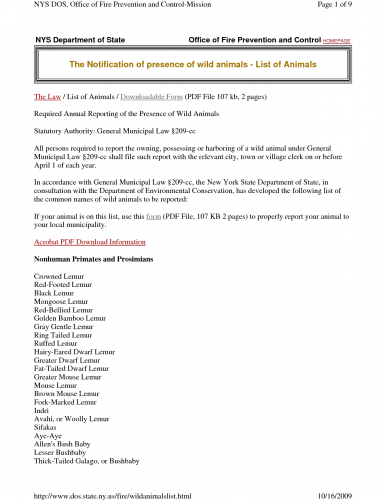 NYS DOS, Office of Fire Prevention and Control-Mission Page 1 of 9
NYS Department of State Office of Fire Prevention and Control HOMEPAGE
The Notification of presence of wild animals - List of Animals
The Law / List of Animals / Downloadable Form (PDF File 107 kb, 2 pages)
Required Annual Reporting of the Presence of Wild Animals
Statutory Authority: General Municipal Law §209-cc
All persons required to report the owning, possessing or harboring of a wild animal under General
Municipal Law §209-cc shall file such report with the relevant city, town or village clerk on or before
April 1 of each year.
In accordance with General Municipal Law §209-cc, the New York State Department of State, in
consultation with the Department of Environmental Conservation, has developed the following list of
the common names of wild animals to be reported:
If your animal is on this list, use this form (PDF File, 107 KB 2 pages) to properly report your animal to
your local municipality.
Acrobat PDF Download Information
Nonhuman Primates and Prosimians
Crowned Lemur
Red-Footed Lemur
Black Lemur
Mongoose Lemur
Red-Bellied Lemur
Golden Bamboo Lemur
Gray Gentle Lemur
Ring Tailed Lemur
Ruffed Lemur
Hairy-Eared Dwarf Lemur
Greater Dwarf Lemur
Fat-Tailed Dwarf Lemur
Greater Mouse Lemur
Mouse Lemur
Brown Mouse Lemur
Fork-Marked Lemur
Indri
Avahi, or Woolly Lemur
Sifakas
Aye-Aye
Allen's Bush Baby
Lesser Bushbaby
Thick-Tailed Galago, or Bushbaby
http://www.dos.state.ny.us/fire/wildanimalslist.html 10/16/2009